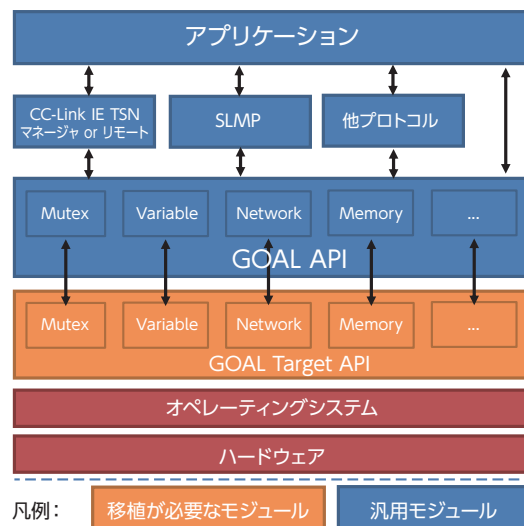 アプリケーション
CC-Link IE TSN
マネージャ or リモート
SLMP
他プロトコル
Mutex
Variable
Network
Memory
...
GOAL API
Mutex
Variable
Network
Memory
...
GOAL Target API
オペレーティングシステム
ハードウェア
凡例：
移植が必要なモジュール
汎用モジュール